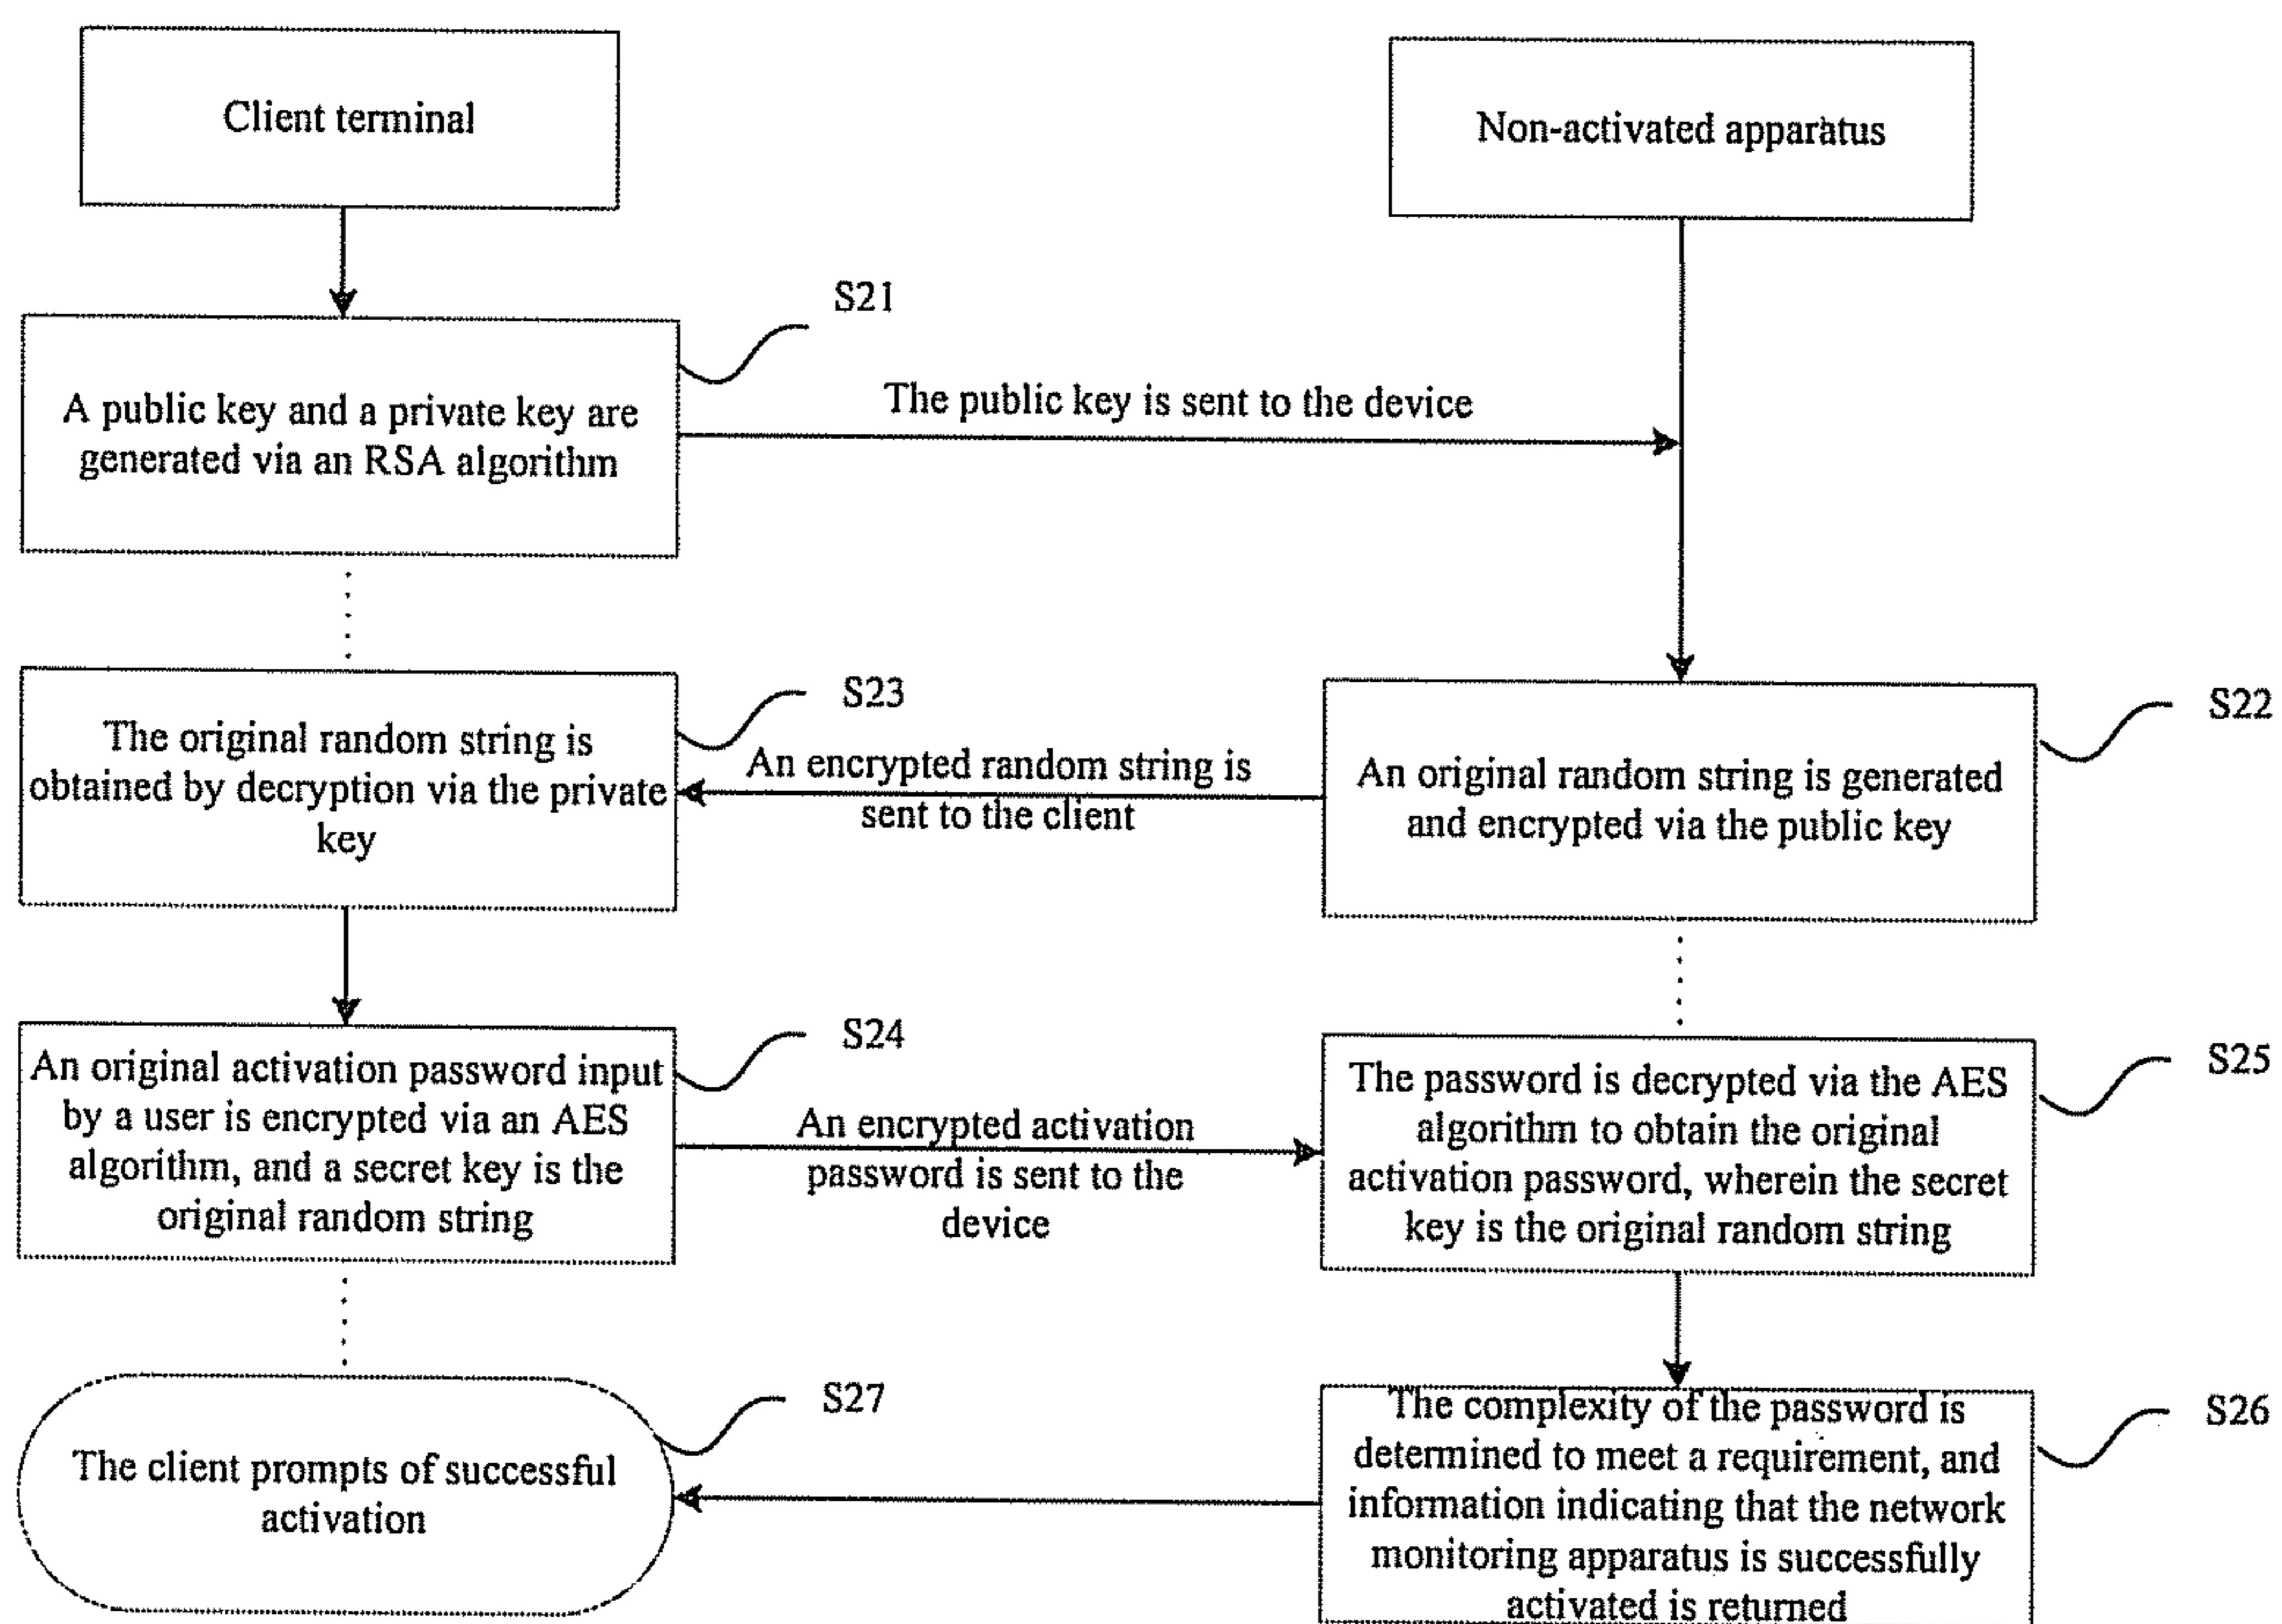 Client terminal
Non-activated apparatus
S21
A public key and a private key are
generated via an RSA algorithm
The public key is sent to the device
S23
S22
The original random string is
obtained by decryption via the private
key
An encrypted random string is
sent to the client
An original random string is generated
and encrypted via the public key
S24
S25
An original activation password input
by a user is encrypted via an AES
algorithm, and a secret key is the
original random string
An encrypted activation
password is sent to the
device
The password is decrypted via the AES
algorithm to obtain the original
activation password, wherein the secret
key is the original random string
S27
S26
The client prompts of successful
activation
The complexity of the password is
determined to meet a requirement, and
information indicating that the network
monitoring apparatus is successfully
activated is returned